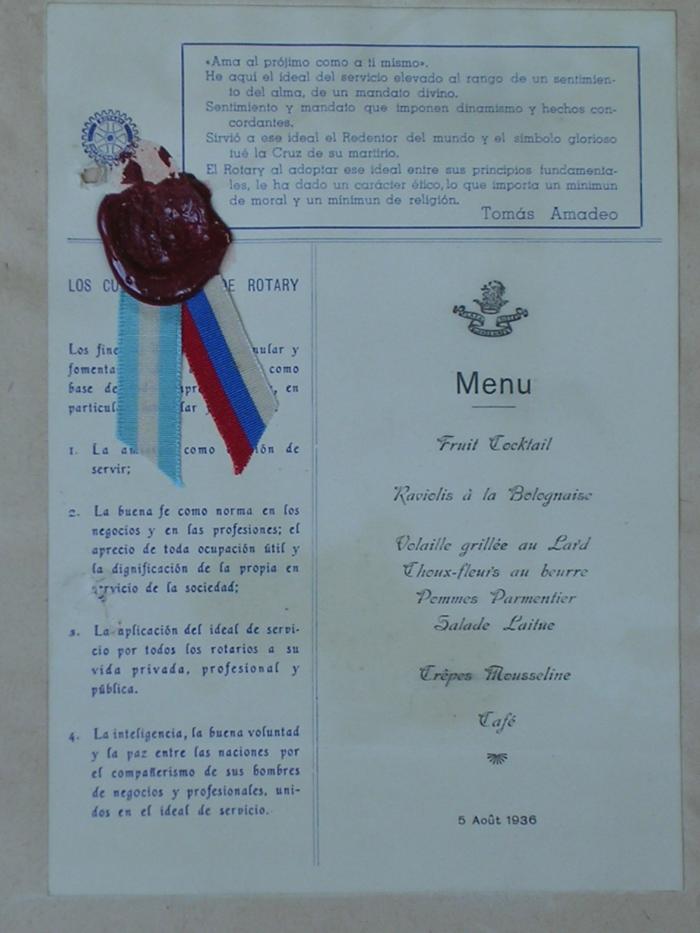 «Ama al prójimo como a ti mismo».
He aquí el ideal del servicio elevado al rango de un sentimien-
to del alma, de un mandato divino.
Sentimiento y mandato que imponen dinamismo y hechos con-
cordantes.
Sirvió a ese ideal el Redentor del mundo y el símbolo glorioso
fué la Cruz de su martirio.
El Rotary al adoptar ese ideal entre sus principios fundamenta-
les, le ha dado un carácter ético, lo que importa un minimun
de moral y un minimun de religión.
Tomás Amadeo
LOS ROTARY
Los y
como
base de en
1. La como de
servir;
2. La buena fe como norma en los
negocios y en las profesiones; el
aprecio de toda ocupación útil y
la dignificación de la propia en
servicio de la sociedad;
3. La aplicación del ideal de servi-
cio por todos los rotarios a su
vida privada, profesional y
pública.
4. La inteligencia, la buena voluntad
y la paz entre las naciones por
el compañerismo de sus hombres
de negocios y profesionales, uni-
dos en el ideal de servicio.
Menu
Fruit Cocktail
Raviolis à la Bolognaise
Volaille grillée au Lard
Choux-fleurs au beurre
Pommes Parmentier
Salade Laitue
Crêpes Mousseline
Café
5 Août 1936